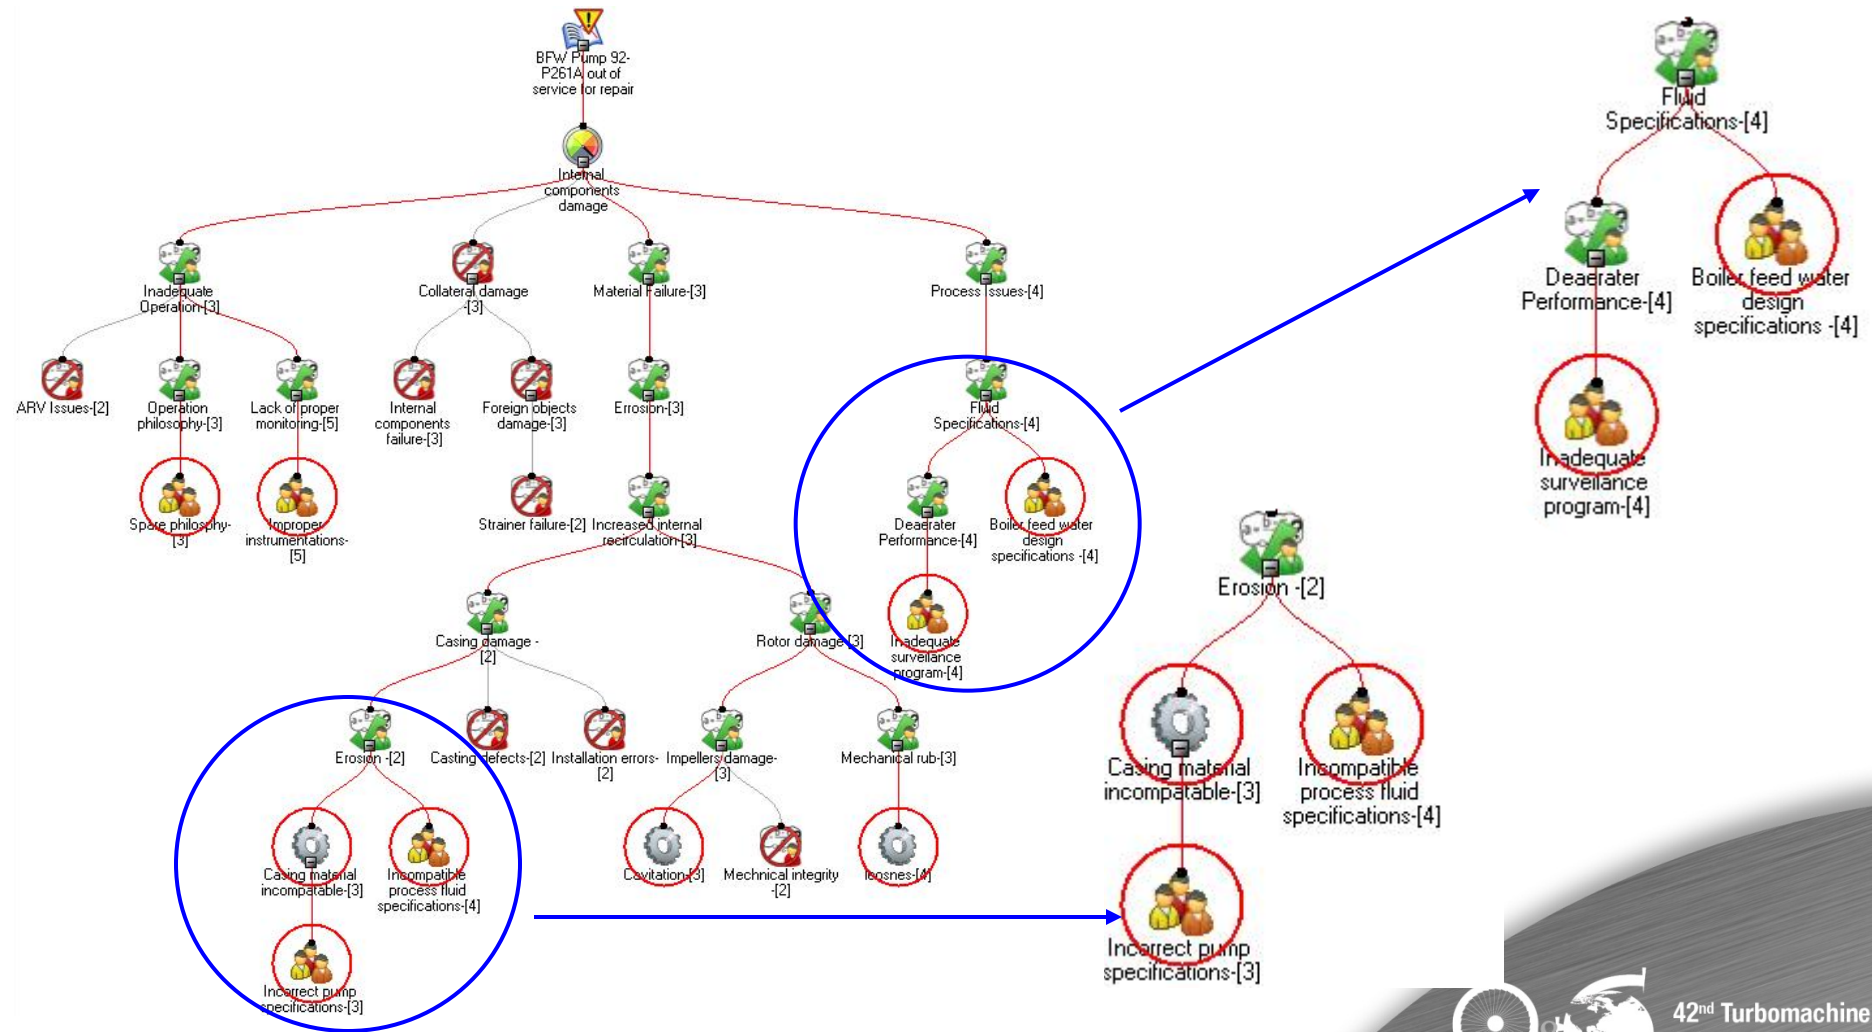 BFW Pump 92-
P261A out of
service for repair
Internal
components
damage
Inadequate
Operation-[3]
Collateral damage
-[3]
Material Failure-[3]
Process Issues-[4]
ARV Issues-[2]
Operation
philosophy-[3]
Lack of proper
monitoring-[5]
Internal
components
failure-[3]
Foreign objects
damage-[3]
Errosion-[3]
Fluid
Specifications-[4]
Spare philosphy-
[3]
Improper
instrumentations-
[5]
Strainer failure-[2]
Increased internal
recirculation-[3]
Deaerater
Performance-[4]
Boiler feed water
design
specifications -[4]
Casing damage -
[2]
Rotor damage-[3]
Inadequate
surveilance
program-[4]
Erosion -[2]
Casting defects-[2]
Installation errors-
[2]
Impellers damage-
[3]
Mechanical rub-[3]
Casing material
incompatable-[3]
Incompatible
process fluid
specifications-[4]
Cavitation-[3]
Mechnical integrity
-[2]
loosnes-[4]
Incorrect pump
specifications-[3]
Fluid
Specifications-[4]
Deaerater
Performance-[4]
Boiler feed water
design
specifications -[4]
Inadequate
surveilance
program-[4]
Erosion -[2]
Casing material
incompatable-[3]
Incompatible
process fluid
specifications-[4]
Incorrect pump
specifications-[3]
42nd Turbomachine